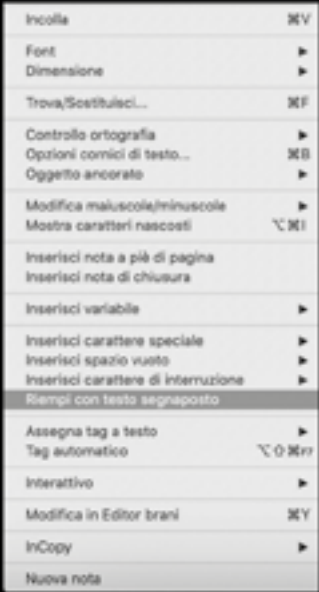 Incolla ⌘V
Font
Dimensione
Trova/Sostituisci... ⌘F
Controllo ortografia
Opzioni cornici di testo... ⌘B
Oggetto ancorato
Modifica maiuscole/minuscole
Mostra caratteri nascosti ⌥⌘I
Inserisci nota a piè di pagina
Inserisci nota di chiusura
Inserisci variabile
Inserisci carattere speciale
Inserisci spazio vuoto
Inserisci carattere di interruzione
Riempi con testo segnaposto
Assegna tag a testo
Tag automatico ⌥⇧⌘F7
Interattivo
Modifica in Editor brani ⌘Y
InCopy
Nuova nota